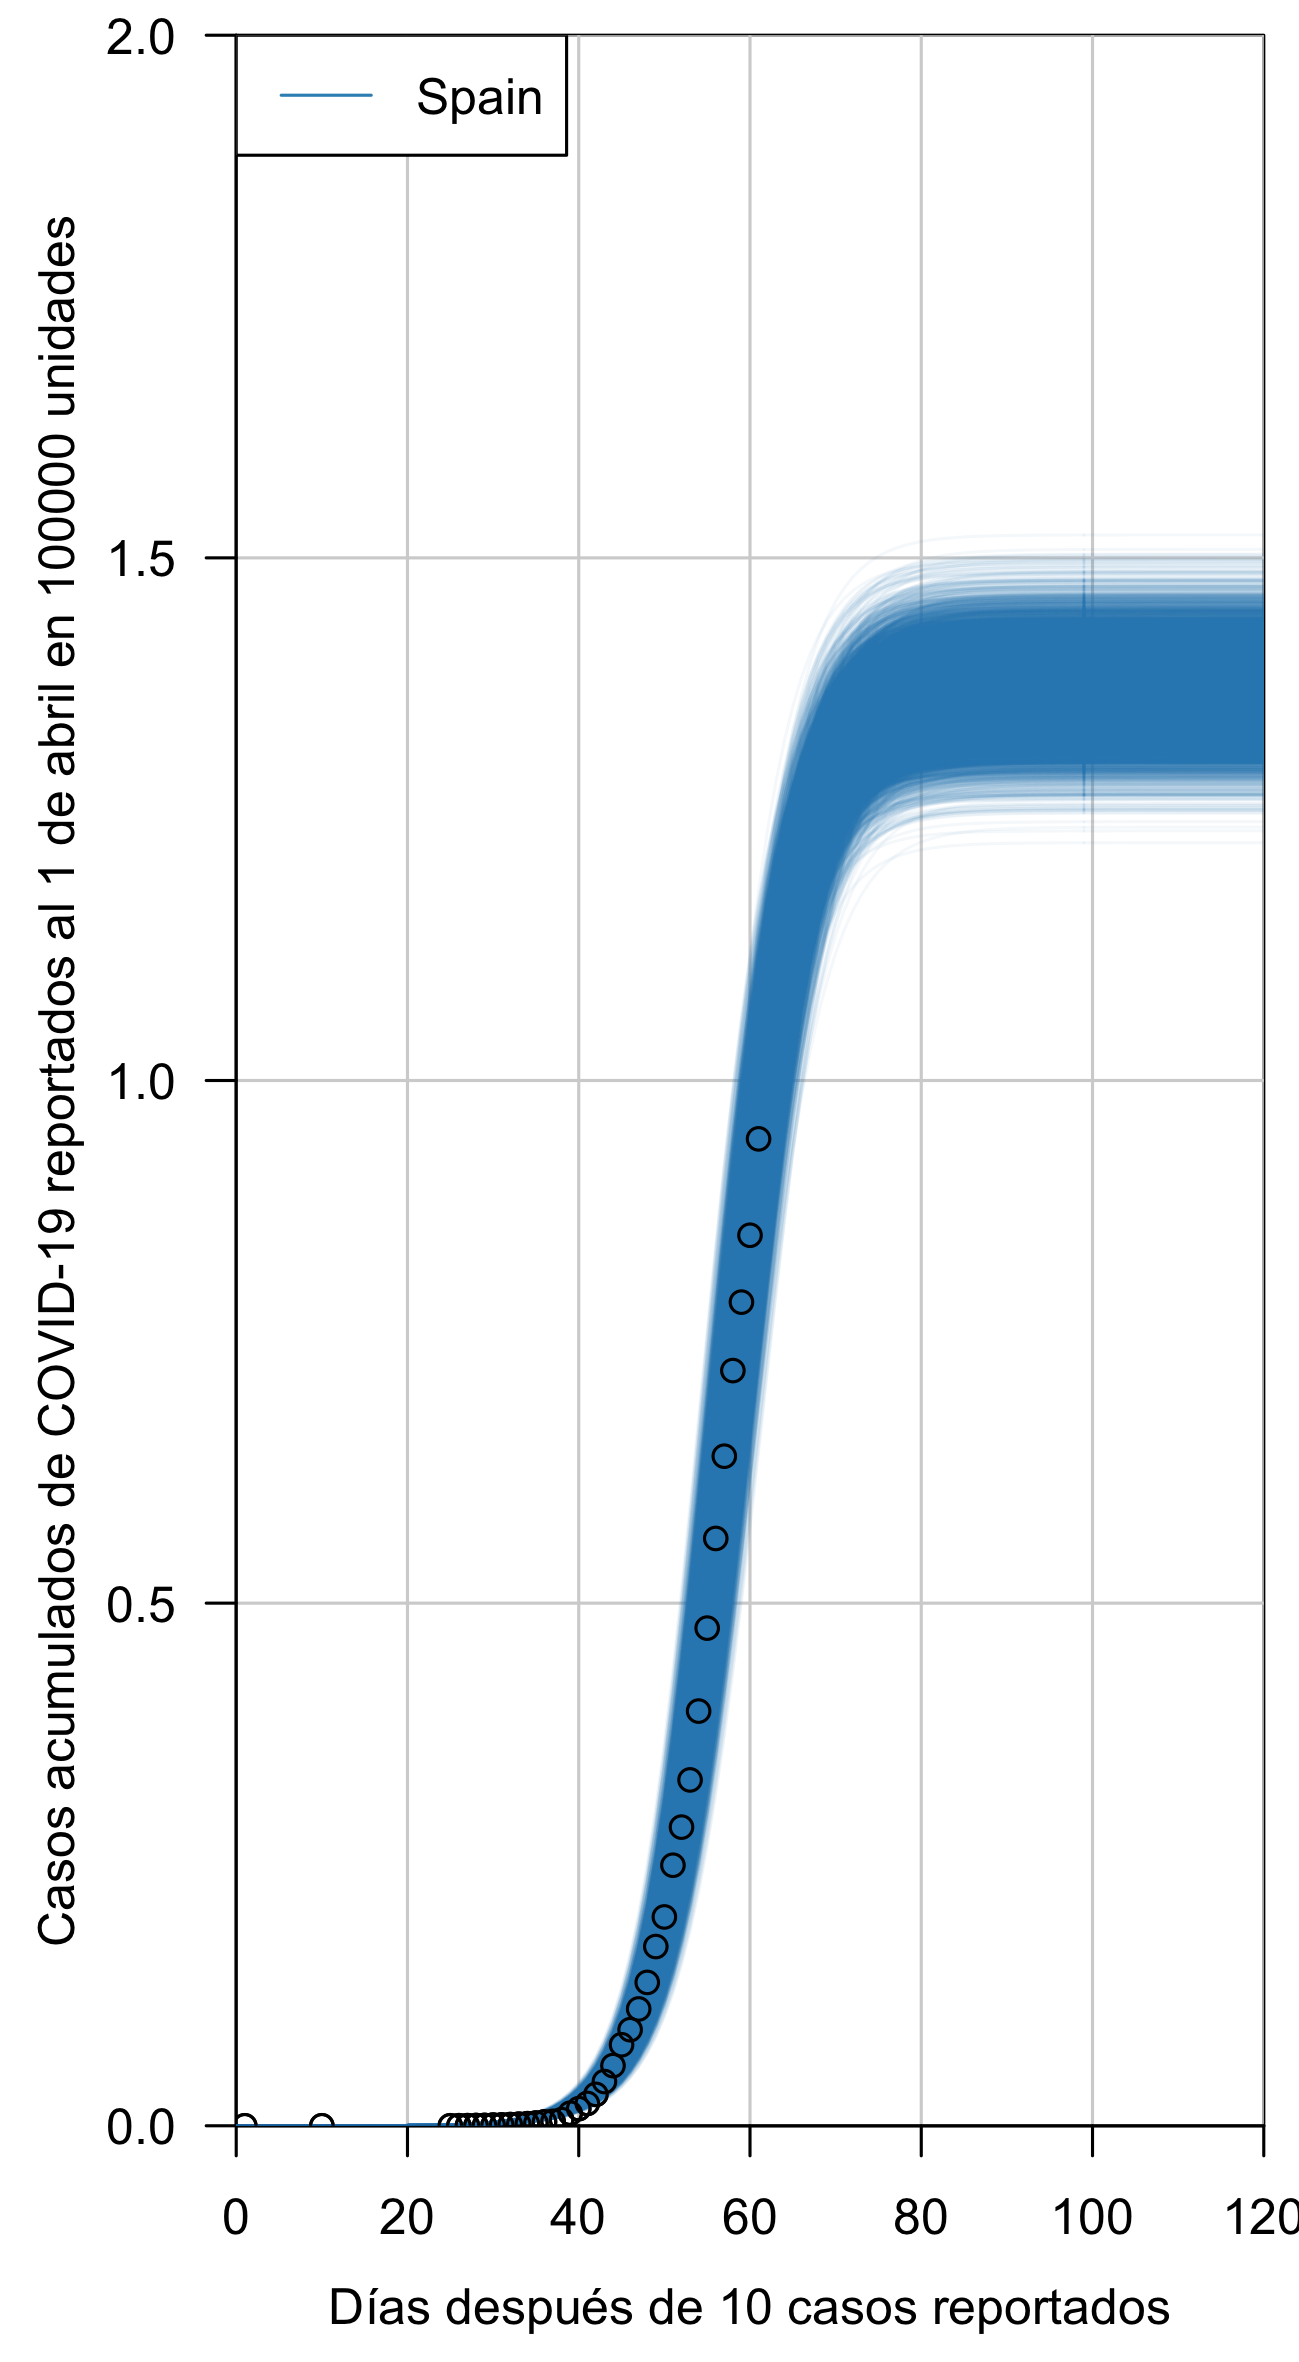 Spain
Casos acumulados de COVID-19 reportados al 1 de abril en 100000 unidades
2.0
1.5
1.0
0.5
0.0
0 20 40 60 80 100 120
Días después de 10 casos reportados